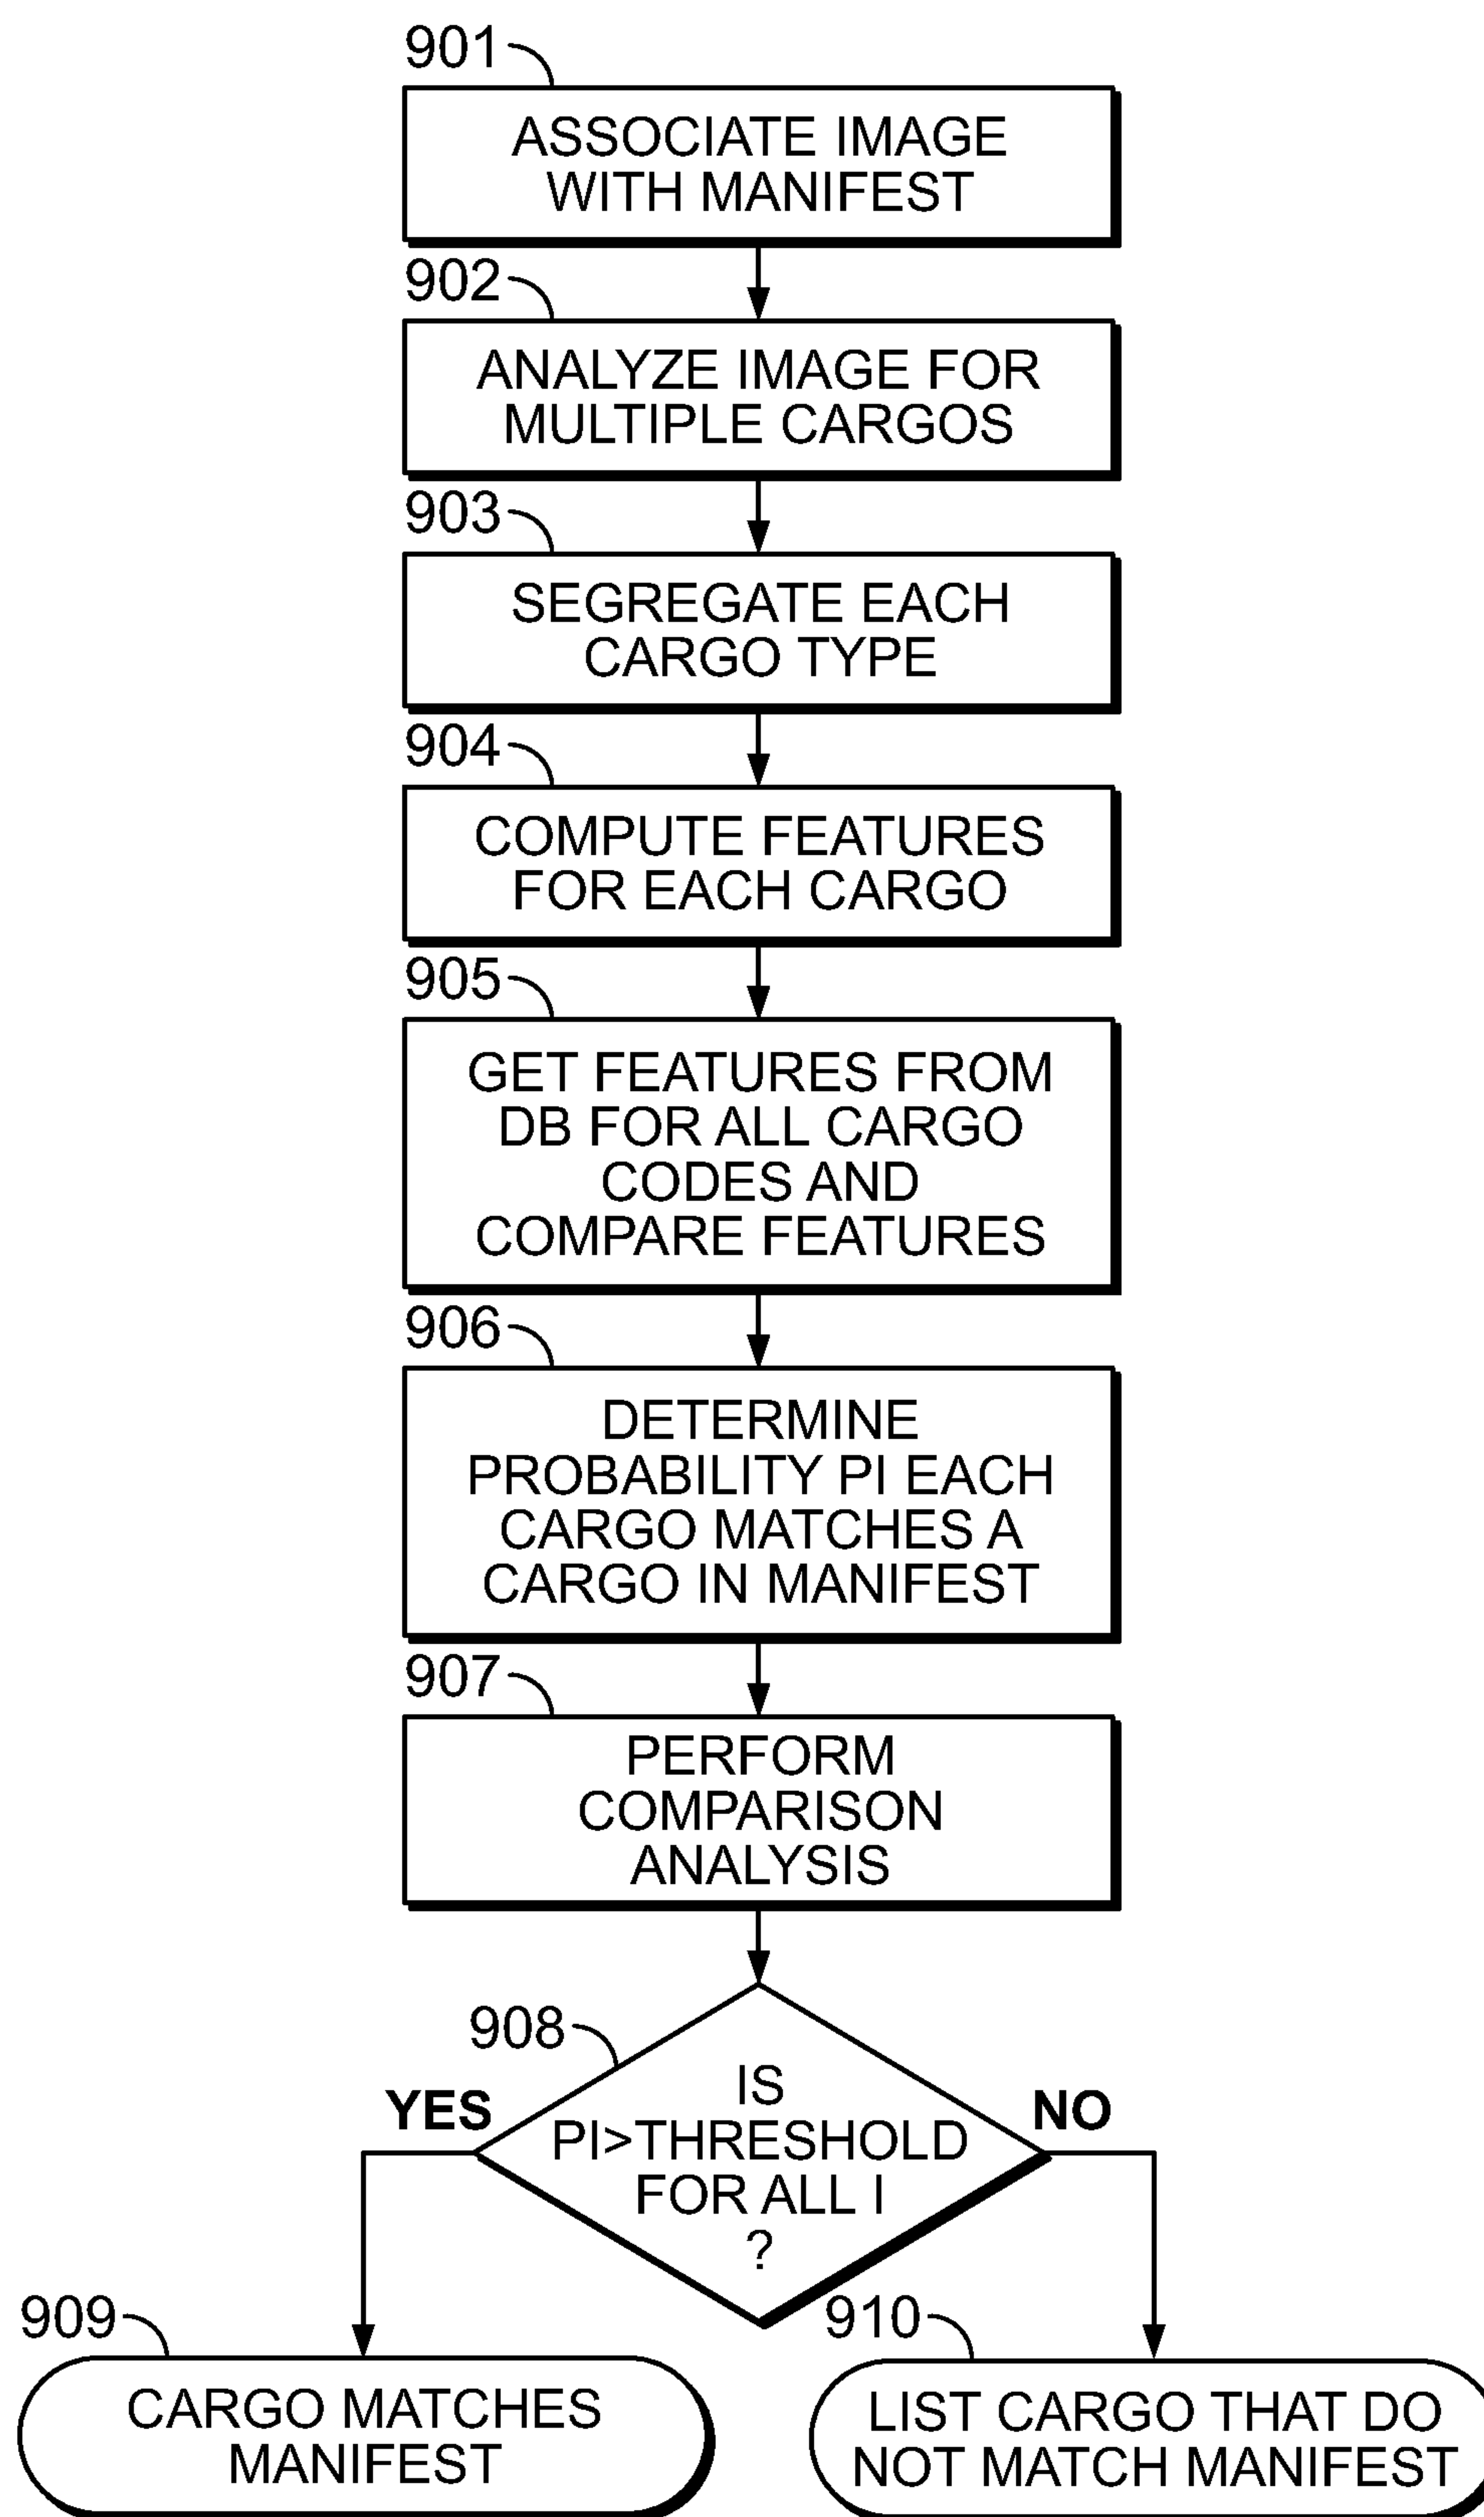 901
ASSOCIATE IMAGE
WITH MANIFEST
902
ANALYZE IMAGE FOR
MULTIPLE CARGOS
903
SEGREGATE EACH
CARGO TYPE
904
COMPUTE FEATURES
FOR EACH CARGO
905
GET FEATURES FROM
DB FOR ALL CARGO
CODES AND
COMPARE FEATURES
906
DETERMINE
PROBABILITY PI EACH
CARGO MATCHES A
CARGO IN MANIFEST
907
PERFORM
COMPARISON
ANALYSIS
908
IS
PI>THRESHOLD
FOR ALL I
?
YES
NO
909
CARGO MATCHES
MANIFEST
910
LIST CARGO THAT DO
NOT MATCH MANIFEST